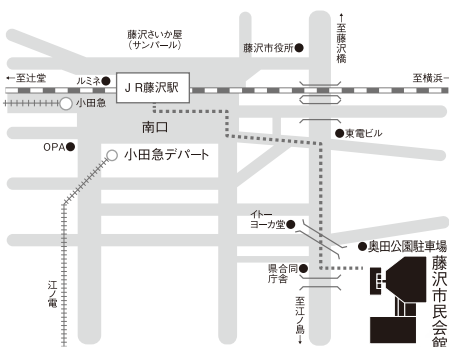 藤沢さいか屋
（サンパール）
藤沢市役所
至藤沢橋
←至辻堂
ルミネ
ＪＲ藤沢駅
至横浜→
小田急
南口
東電ビル
OPA
小田急デパート
イトー
ヨーカ堂
奥田公園駐車場
県合同
庁舎
藤沢市民会館
江ノ電
至江ノ島